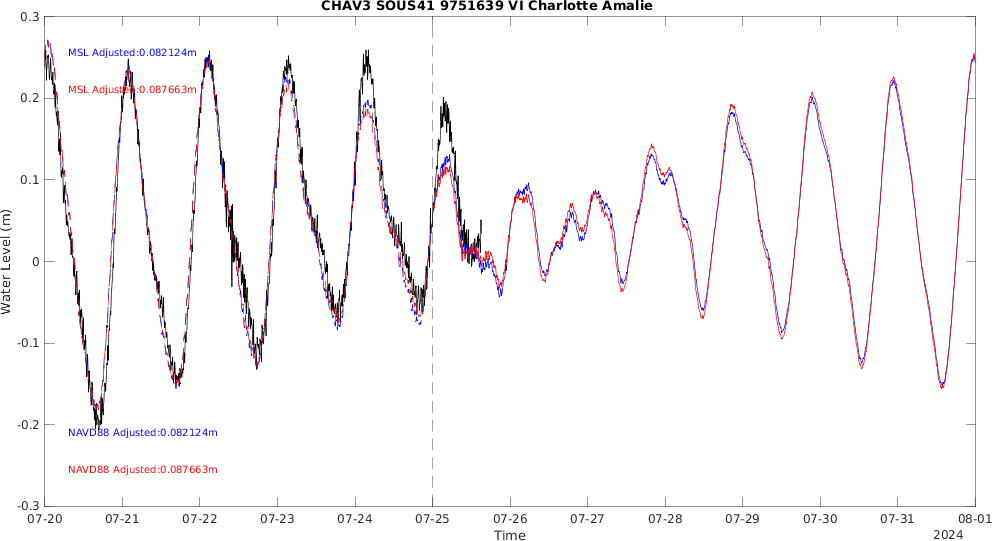 CHAV3 SOUS41 9751639 VI Charlotte Amalie
0.3
0.2
0.1
0
-0.1
-0.2
-0.3
Water Level (m)
MSL Adjusted:0.082124m
MSL Adjusted:0.087663m
NAVD88 Adjusted:0.082124m
NAVD88 Adjusted:0.087663m
07-20 07-21 07-22 07-23 07-24 07-25 07-26 07-27 07-28 07-29 07-30 07-31 08-01
Time
2024